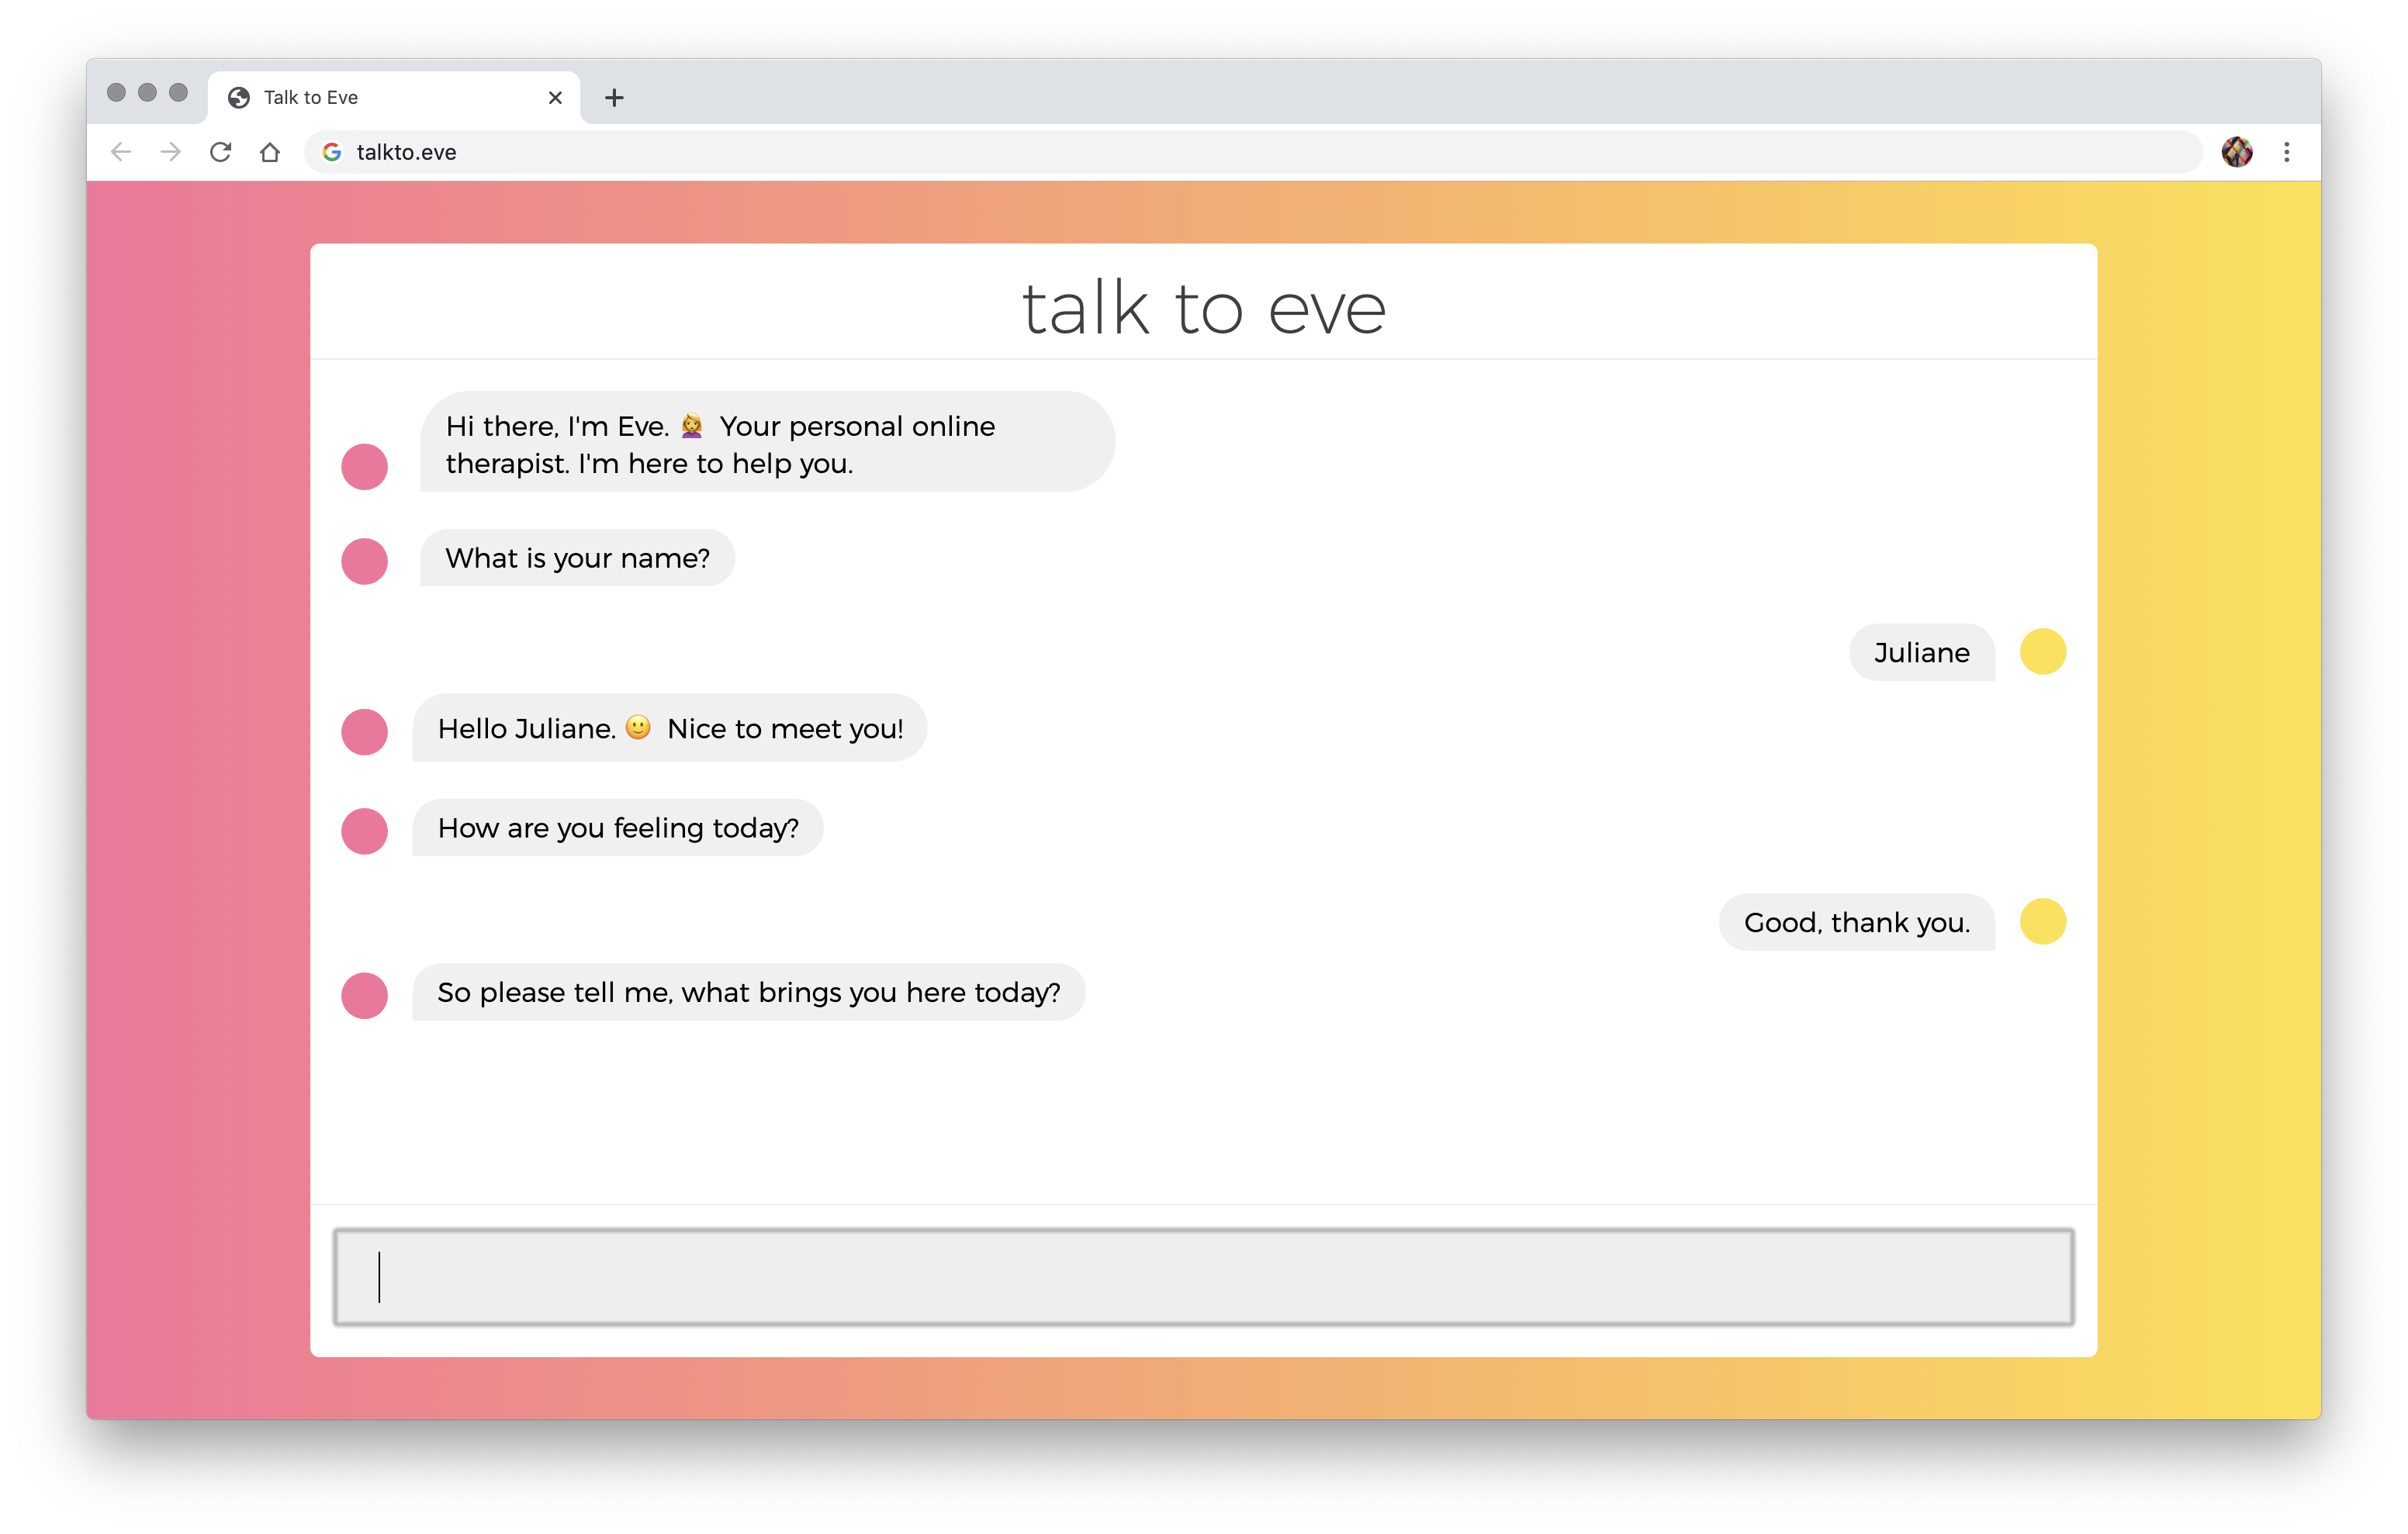 Talk to Eve
talkto.eve
talk to eve
Hi there, I'm Eve. 🙎‍♀️ Your personal online
therapist. I'm here to help you.
What is your name?
Juliane
Hello Juliane. 🙂 Nice to meet you!
How are you feeling today?
Good, thank you.
So please tell me, what brings you here today?